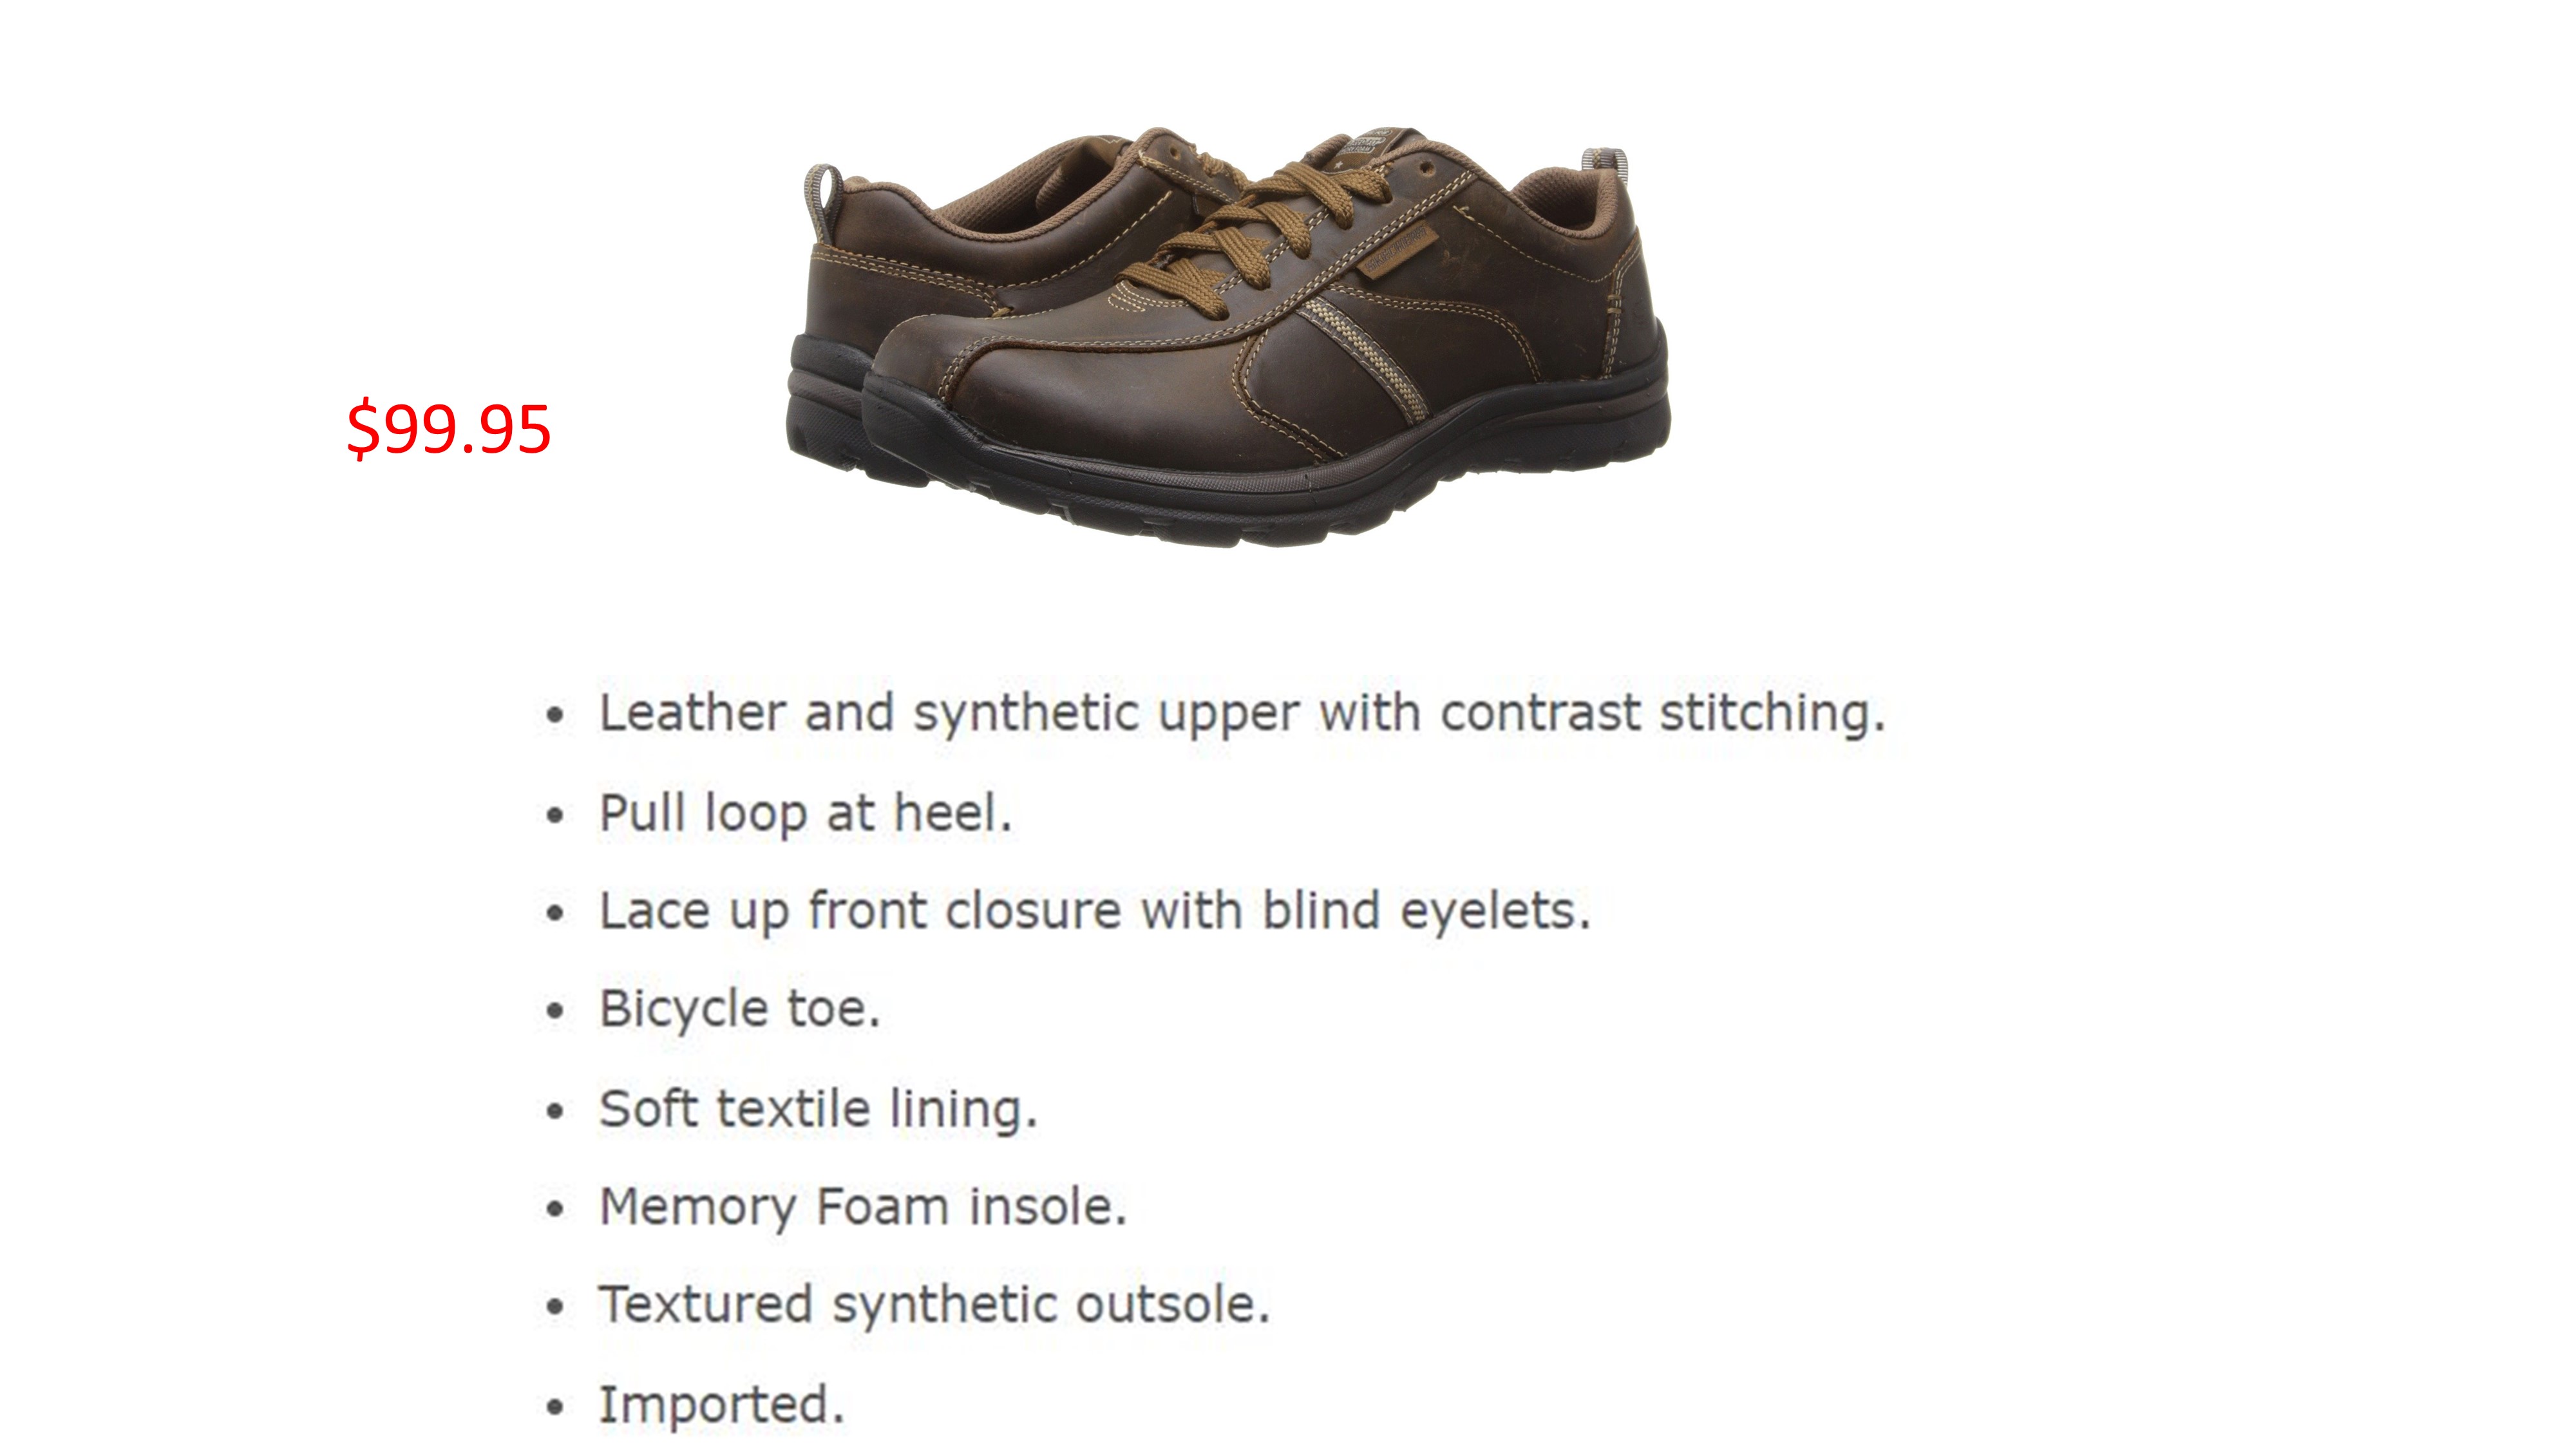 $99.95
• Leather and synthetic upper with contrast stitching.
• Pull loop at heel.
• Lace up front closure with blind eyelets.
• Bicycle toe.
• Soft textile lining.
• Memory Foam insole.
• Textured synthetic outsole.
• Imported.